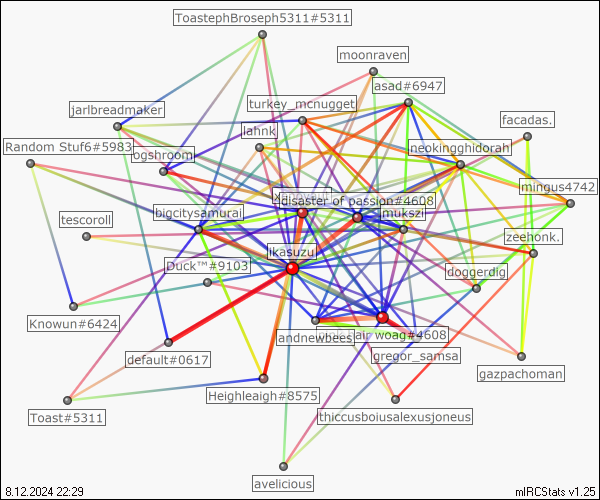 ToastephBroseph5311#5311
moonraven
asad#6947
turkey_mcnugget
jarlbreadmaker
facadas.
lahnk
neokingghidorah
Random Stuf6#5983
ogshroom
mingus4742
disaster of passion#4608
bigcitysamurai
mukszi
tescoroll
zeehonk.
Ikasuzu
Duck™#9103
doggerdig
Knowun#6424
andnewbees
air woag#4608
default#0617
gregor_samsa
gazpachoman
Heighleaigh#8575
Toast#5311
thiccusboiusalexusjoneus
avelicious
8.12.2024 22:29
mIRCStats v1.25